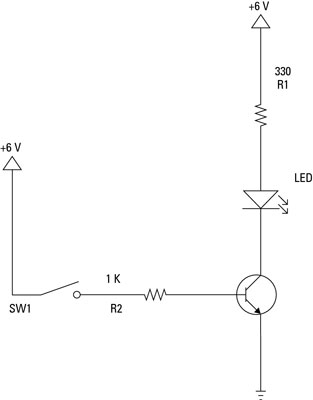 +6 V
330
R1
+6 V
LED
1 K
SW1
R2